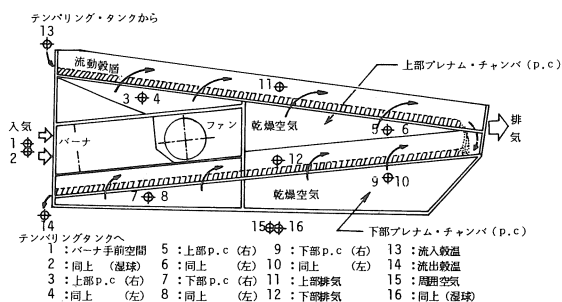 テンパリング・タンクから
13
流動穀層
11
上部プレナム・チャンバ（p.c）
3 4
入気
1
2
バーナ
ファン
乾燥空気
5 6
排気
12
7 8
乾燥空気
9 10
14
15 16
下部プレナム・チャンバ（p.c）
テンパリングタンクへ
1：バーナ手前空間 5：上部p.c（右） 9：下部p.c（右） 13：流入穀温
2：同上（湿球） 6：同上（左） 10：同上（左） 14：流出穀温
3：上部p.c（右） 7：下部p.c（右） 11：上部排気 15：周囲空気
4：同上（左） 8：同上（左） 12：下部排気 16：同上（湿球）